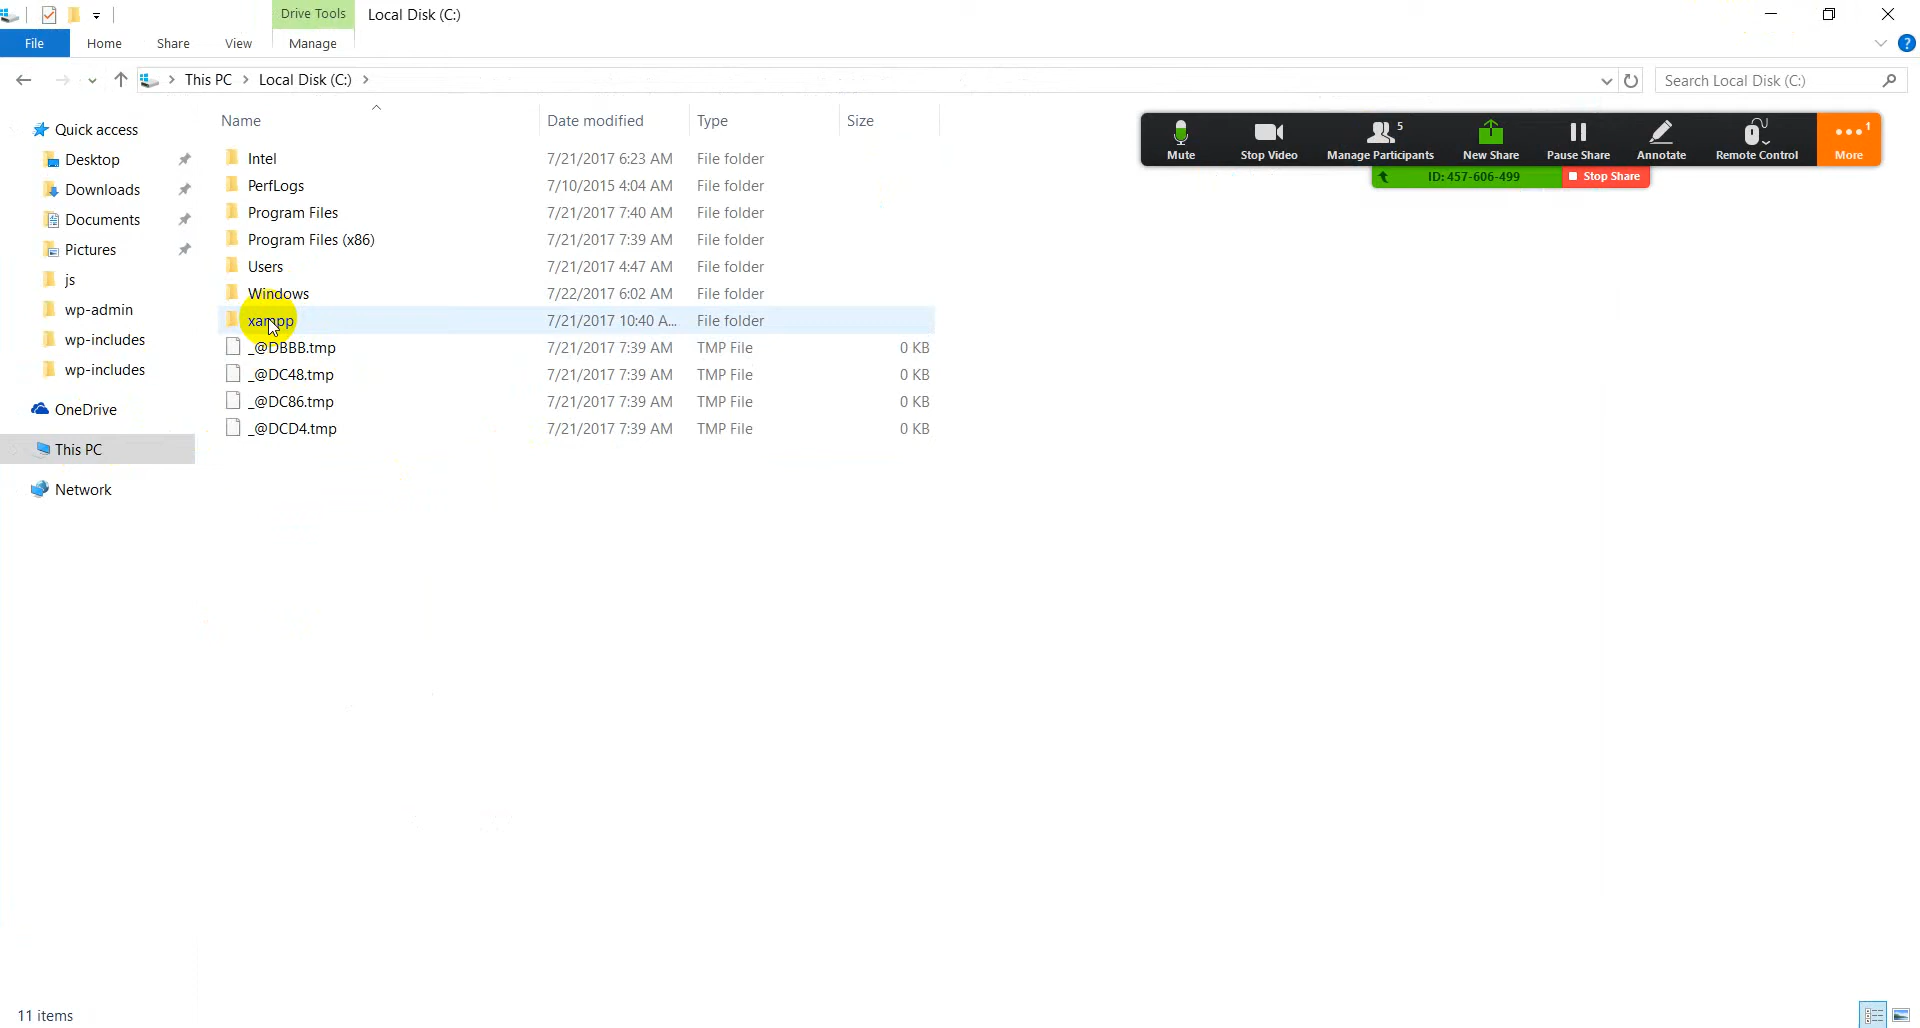 Drive Tools
Local Disk (C:)
File
Home
Share
View
Manage
This PC
Local Disk (C:)
Search Local Disk (C:)
Quick access
Desktop
Downloads
Documents
Pictures
js
wp-admin
wp-includes
wp-includes
OneDrive
This PC
Network
Name Date modified Type Size
Intel 7/21/2017 6:23 AM File folder
PerfLogs 7/10/2015 4:04 AM File folder
Program Files 7/21/2017 7:40 AM File folder
Program Files (x86) 7/21/2017 7:39 AM File folder
Users 7/21/2017 4:47 AM File folder
Windows 7/22/2017 6:02 AM File folder
xampp 7/21/2017 10:40 A... File folder
_@DBBB.tmp 7/21/2017 7:39 AM TMP File 0 KB
_@DC48.tmp 7/21/2017 7:39 AM TMP File 0 KB
_@DC86.tmp 7/21/2017 7:39 AM TMP File 0 KB
_@DCD4.tmp 7/21/2017 7:39 AM TMP File 0 KB
5
1
Mute Stop Video Manage Participants New Share Pause Share Annotate Remote Control More
ID: 457-606-499 Stop Share
11 items